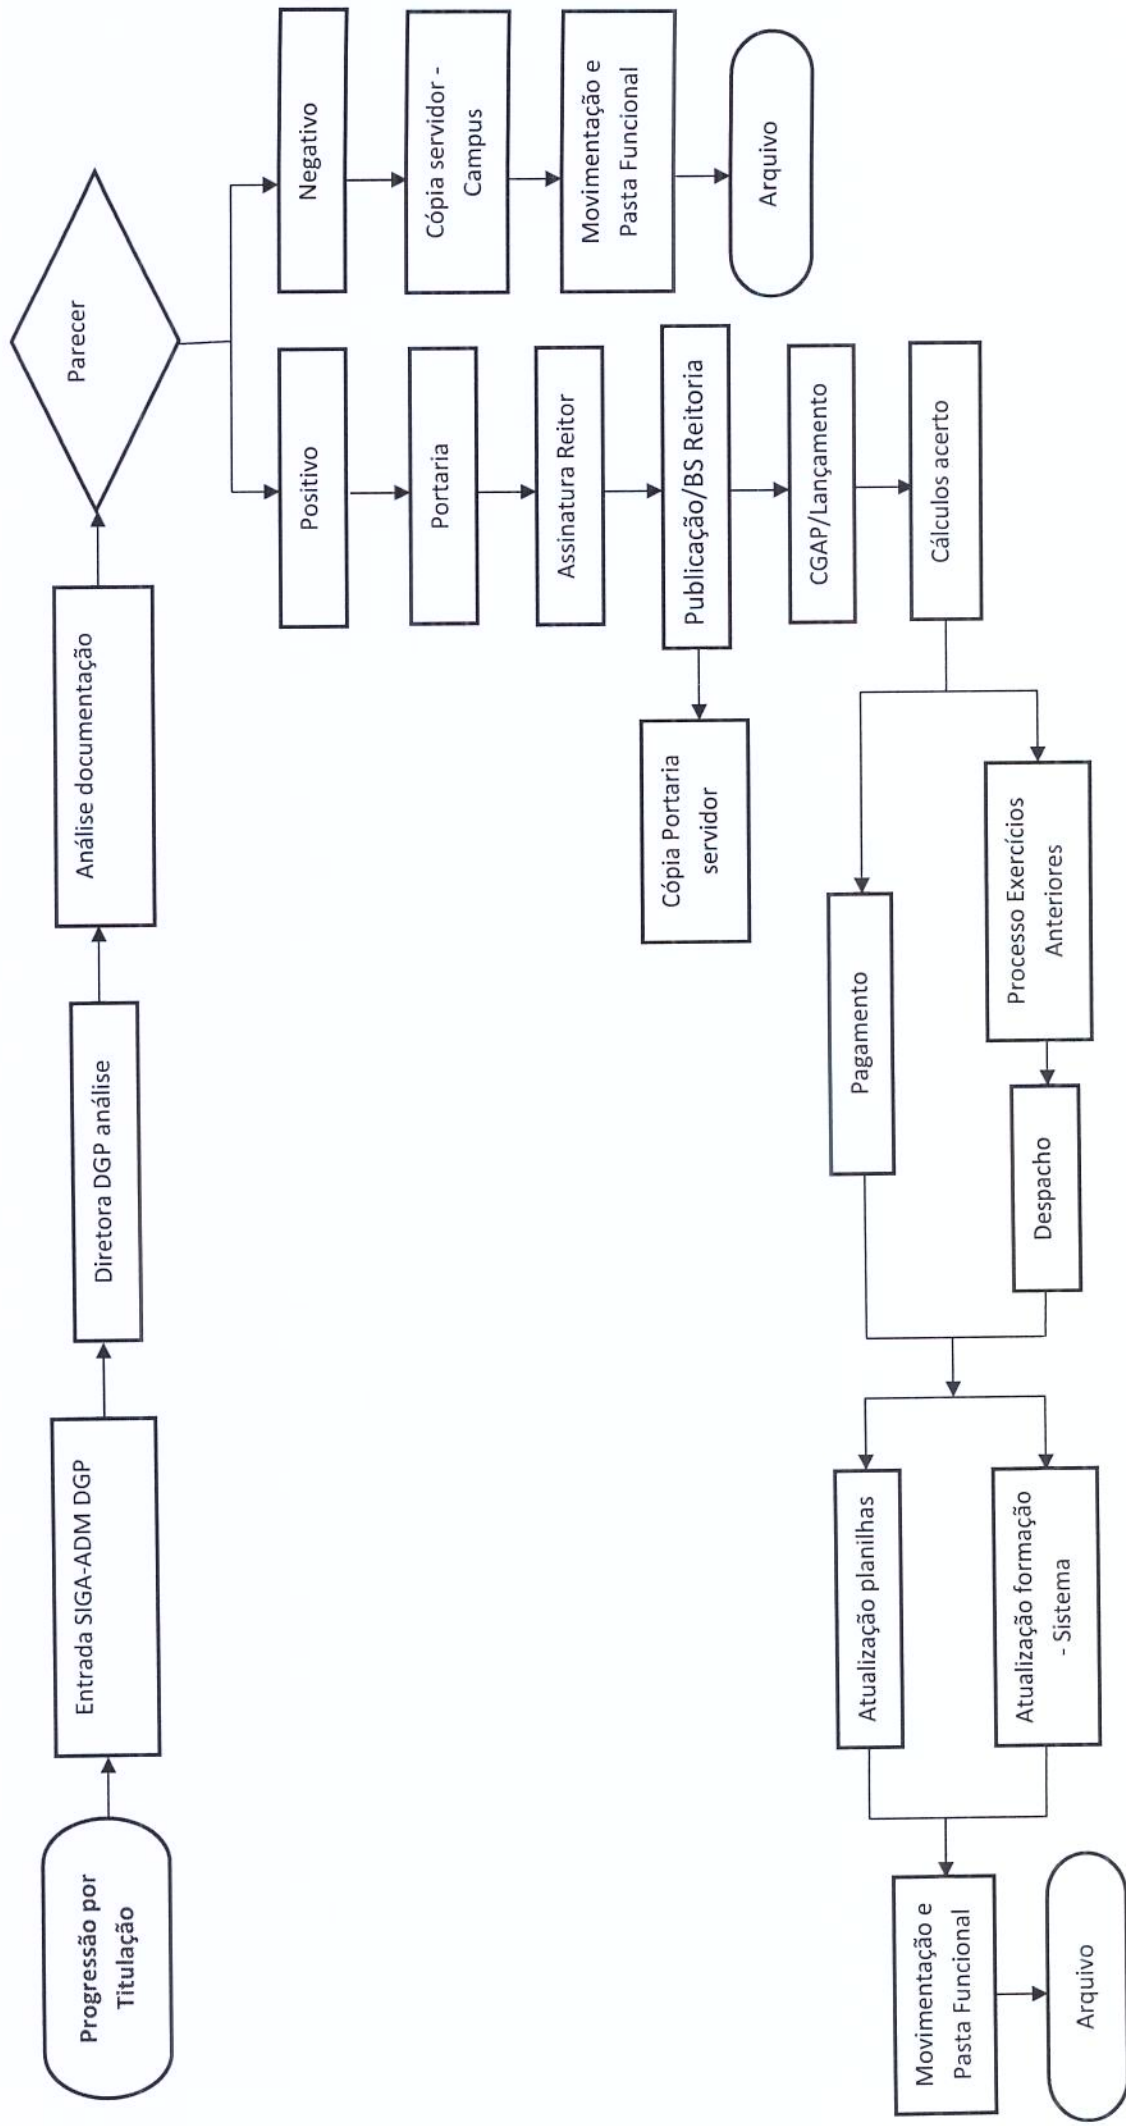 Progressão por
Titulação
Entrada SIGA-ADM DGP
Diretora DGP análise
Análise documentação
Parecer
Positivo
Negativo
Portaria
Cópia servidor -
Campus
Assinatura Reitor
Movimentação e
Pasta Funcional
Publicação/BS Reitoria
Arquivo
Cópia Portaria
servidor
CGAP/Lançamento
Cálculos acerto
Pagamento
Processo Exercícios
Anteriores
Despacho
Atualização planilhas
Atualização formação
- Sistema
Movimentação e
Pasta Funcional
Arquivo